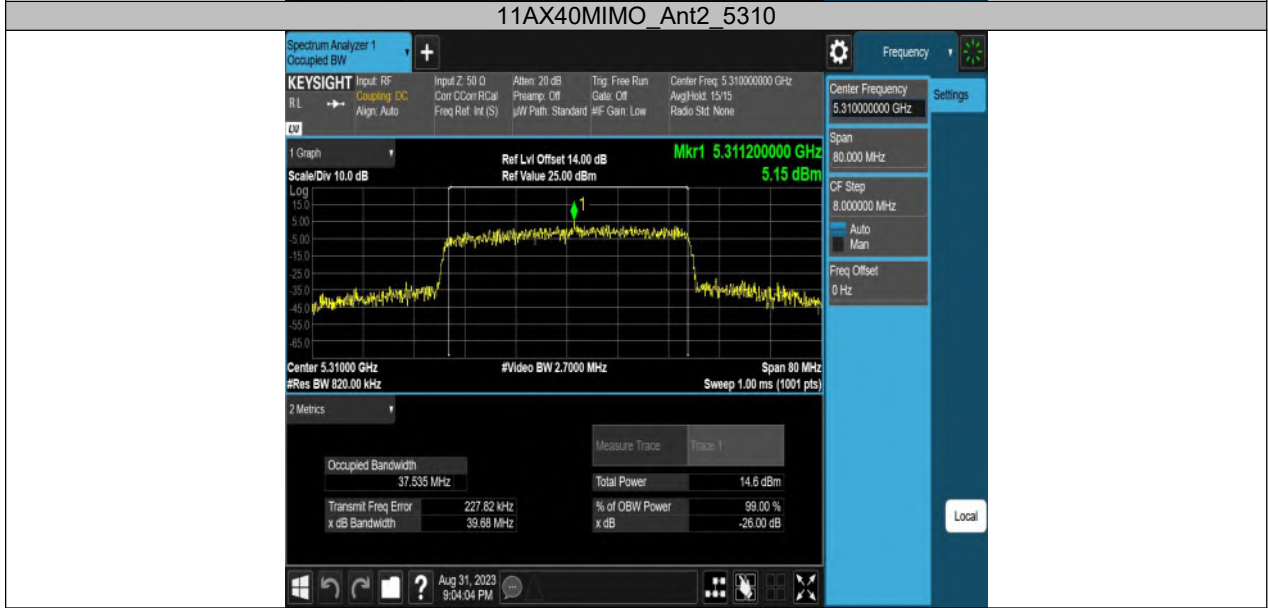 11AX40MIMO_Ant2_5310
Spectrum Analyzer 1
Occupied BW
+
Frequency
KEYSIGHT
RL
LXI
Input: RF
Coupling: DC
Align: Auto
Input Z: 50 Ω
Corr CCorr RCal
Freq Ref: Int (S)
Atten: 20 dB
Preamp: Off
µW Path: Standard
Trig: Free Run
Gate: Off
#IF Gain: Low
Center Freq: 5.310000000 GHz
Avg|Hold: 15/15
Radio Std: None
Center Frequency
5.310000000 GHz
Settings
Span
80.000 MHz
CF Step
8.000000 MHz
Auto
Man
Freq Offset
0 Hz
1 Graph
Scale/Div 10.0 dB
Ref Lvl Offset 14.00 dB
Ref Value 25.00 dBm
Mkr1 5.311200000 GHz
5.15 dBm
Log
15.0
5.00
-5.00
-15.0
-25.0
-35.0
-45.0
-55.0
-65.0
1
Center 5.31000 GHz
#Video BW 2.7000 MHz
Span 80 MHz
#Res BW 820.00 kHz
Sweep 1.00 ms (1001 pts)
2 Metrics
Measure Trace
Trace 1
Occupied Bandwidth
37.535 MHz
Total Power
14.6 dBm
Transmit Freq Error
227.82 kHz
% of OBW Power
99.00 %
x dB Bandwidth
39.68 MHz
x dB
-26.00 dB
Local
?
Aug 31, 2023
9:04:04 PM